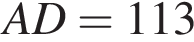 AD = 113